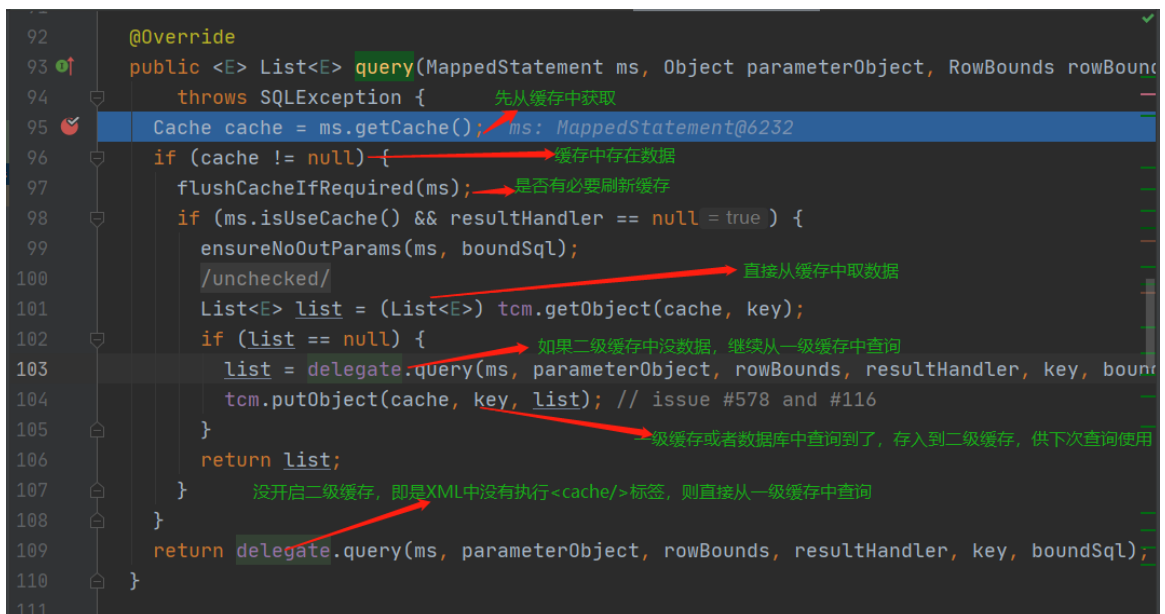 92 @Override
93 public <E> List<E> query(MappedStatement ms, Object parameterObject, RowBounds rowBound
94 throws SQLException { 先从缓存中获取
95 Cache cache = ms.getCache(); ms: MappedStatement@6232
96 if (cache != null) { 缓存中存在数据
97 flushCacheIfRequired(ms); 是否有必要刷新缓存
98 if (ms.isUseCache() && resultHandler == null = true ) {
99 ensureNoOutParams(ms, boundSql);
100 /unchecked/ 直接从缓存中取数据
101 List<E> list = (List<E>) tcm.getObject(cache, key);
102 if (list == null) { 如果二级缓存中没数据，继续从一级缓存中查询
103 list = delegate.query(ms, parameterObject, rowBounds, resultHandler, key, bound
104 tcm.putObject(cache, key, list); // issue #578 and #116
105 } 一级缓存或者数据库中查询到了，存入到二级缓存，供下次查询使用
106 return list;
107 } 没开启二级缓存，即是XML中没有执行<cache/>标签，则直接从一级缓存中查询
108 }
109 return delegate.query(ms, parameterObject, rowBounds, resultHandler, key, boundSql);
110 }
111